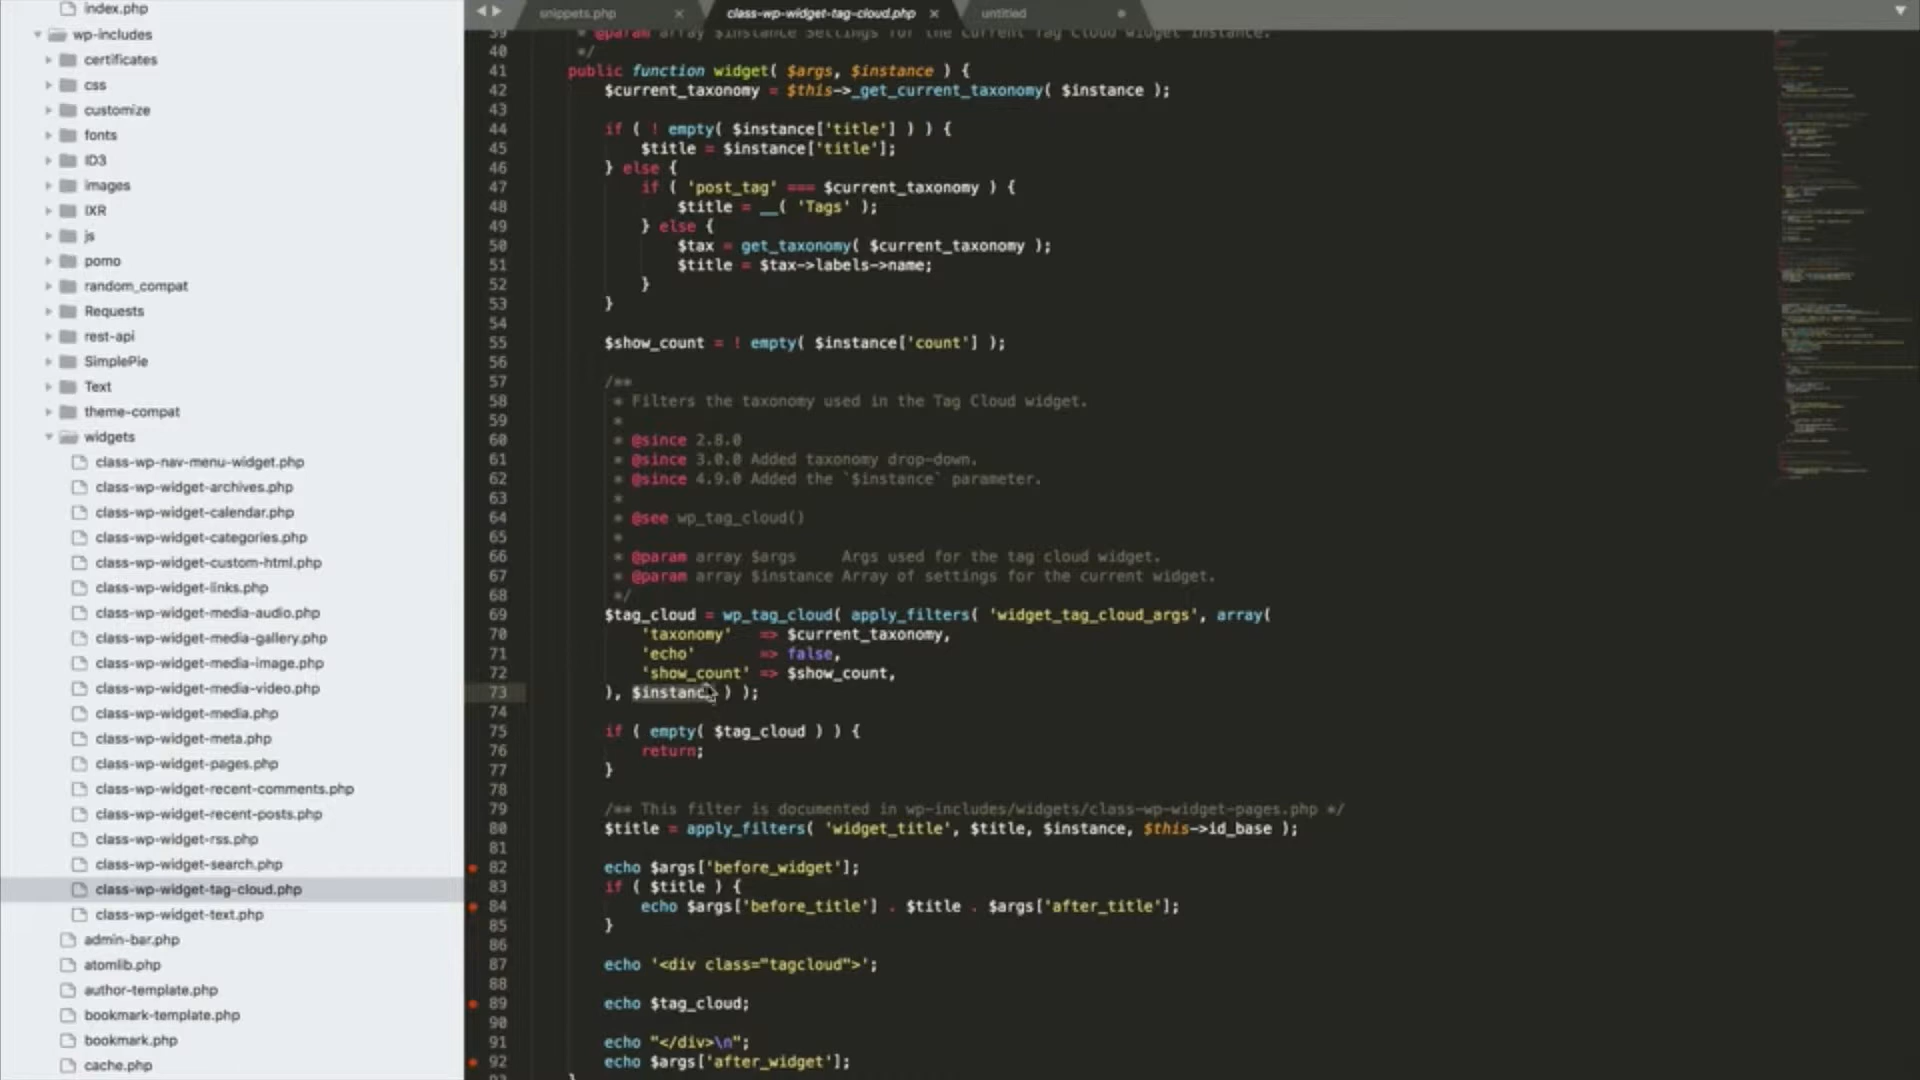 index.php
wp-includes
certificates
css
customize
fonts
ID3
images
IXR
js
pomo
random_compat
Requests
rest-api
SimplePie
Text
theme-compat
widgets
class-wp-nav-menu-widget.php
class-wp-widget-archives.php
class-wp-widget-calendar.php
class-wp-widget-categories.php
class-wp-widget-custom-html.php
class-wp-widget-links.php
class-wp-widget-media-audio.php
class-wp-widget-media-gallery.php
class-wp-widget-media-image.php
class-wp-widget-media-video.php
class-wp-widget-media.php
class-wp-widget-meta.php
class-wp-widget-pages.php
class-wp-widget-recent-comments.php
class-wp-widget-recent-posts.php
class-wp-widget-rss.php
class-wp-widget-search.php
class-wp-widget-tag-cloud.php
class-wp-widget-text.php
admin-bar.php
atomlib.php
author-template.php
bookmark-template.php
bookmark.php
cache.php
snippets.php class-wp-widget-tag-cloud.php untitled
39 * @param array $instance Settings for the current Tag Cloud widget instance.
40 */
41 public function widget( $args, $instance ) {
42 $current_taxonomy = $this->_get_current_taxonomy( $instance );
43
44 if ( ! empty( $instance['title'] ) ) {
45 $title = $instance['title'];
46 } else {
47 if ( 'post_tag' === $current_taxonomy ) {
48 $title = __( 'Tags' );
49 } else {
50 $tax = get_taxonomy( $current_taxonomy );
51 $title = $tax->labels->name;
52 }
53 }
54
55 $show_count = ! empty( $instance['count'] );
56
57 /**
58 * Filters the taxonomy used in the Tag Cloud widget.
59 *
60 * @since 2.8.0
61 * @since 3.0.0 Added taxonomy drop-down.
62 * @since 4.9.0 Added the `$instance` parameter.
63 *
64 * @see wp_tag_cloud()
65 *
66 * @param array $args Args used for the tag cloud widget.
67 * @param array $instance Array of settings for the current widget.
68 */
69 $tag_cloud = wp_tag_cloud( apply_filters( 'widget_tag_cloud_args', array(
70 'taxonomy' => $current_taxonomy,
71 'echo' => false,
72 'show_count' => $show_count,
73 ), $instance ) );
74
75 if ( empty( $tag_cloud ) ) {
76 return;
77 }
78
79 /** This filter is documented in wp-includes/widgets/class-wp-widget-pages.php */
80 $title = apply_filters( 'widget_title', $title, $instance, $this->id_base );
81
82 echo $args['before_widget'];
83 if ( $title ) {
84 echo $args['before_title'] . $title . $args['after_title'];
85 }
86
87 echo '<div class="tagcloud">';
88
89 echo $tag_cloud;
90
91 echo "</div>\n";
92 echo $args['after_widget'];
93 }